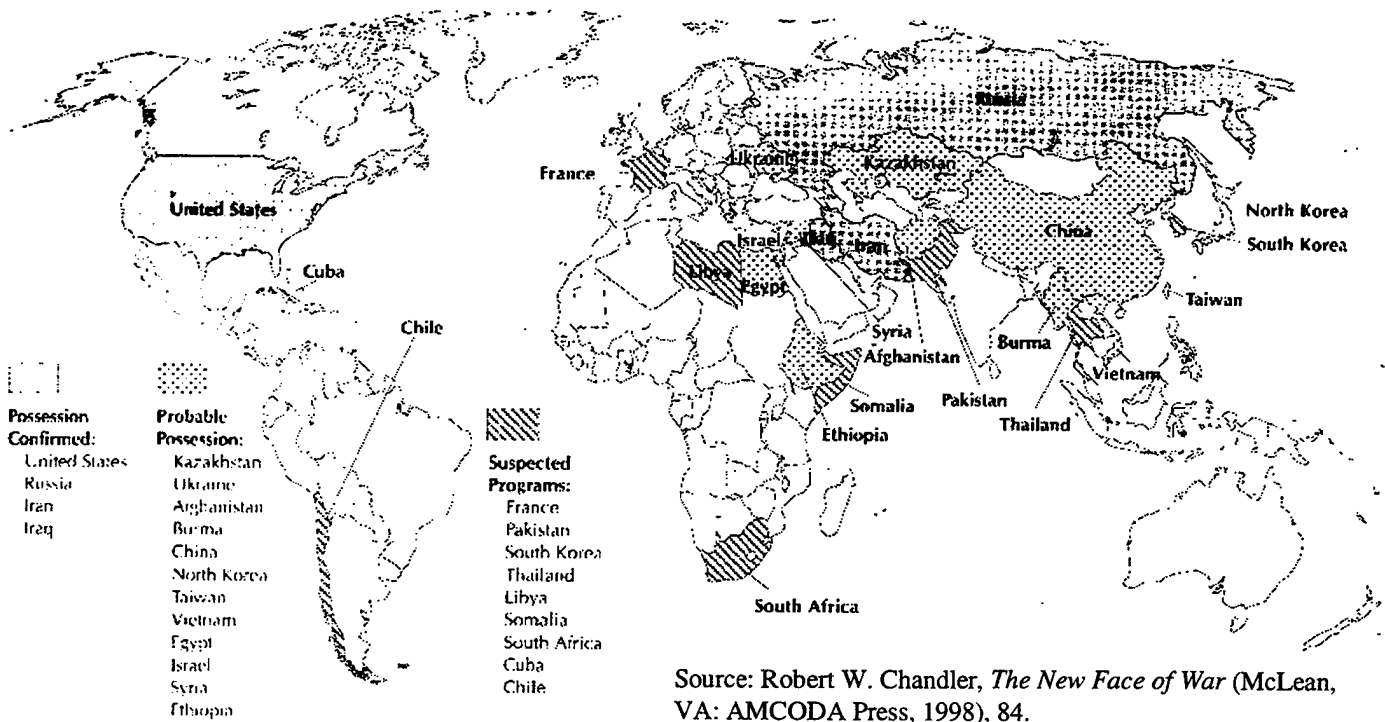 Russia
Ukraine
Kazakhstan
France
United States
North Korea
China
South Korea
Israel
Iraq
Iran
Cuba
Libya
Egypt
Taiwan
Chile
Syria
Burma
Afghanistan
Vietnam
Somalia
Pakistan
Thailand
Ethiopia
South Africa
Possession
Confirmed:
United States
Russia
Iran
Iraq
Probable
Possession:
Kazakhstan
Ukraine
Afghanistan
Burma
China
North Korea
Taiwan
Vietnam
Egypt
Israel
Syria
Ethiopia
Suspected
Programs:
France
Pakistan
South Korea
Thailand
Libya
Somalia
South Africa
Cuba
Chile
Source: Robert W. Chandler, The New Face of War (McLean,
VA: AMCODA Press, 1998), 84.